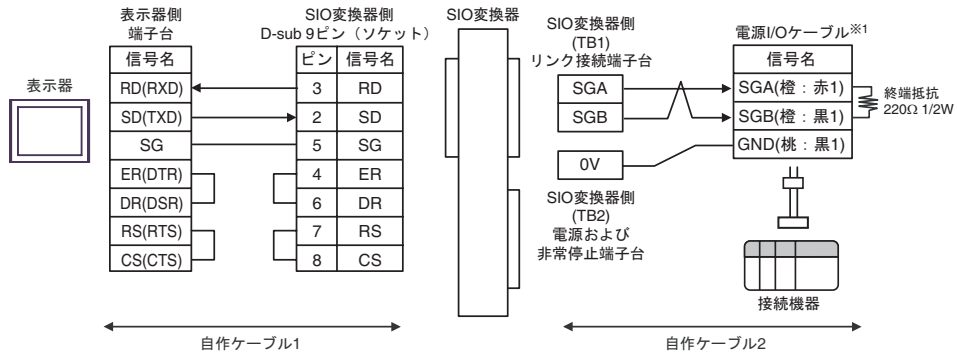 表示器
表示器側
端子台
信号名
RD(RXD)
SD(TXD)
SG
ER(DTR)
DR(DSR)
RS(RTS)
CS(CTS)
SIO変換器側
D-sub 9ピン（ソケット）
ピン 信号名
3 RD
2 SD
5 SG
4 ER
6 DR
7 RS
8 CS
自作ケーブル1
SIO変換器
SIO変換器側
(TB1)
リンク接続端子台
SGA
SGB
0V
SIO変換器側
(TB2)
電源および
非常停止端子台
電源I/Oケーブル※1
信号名
SGA(橙：赤1)
SGB(橙：黒1)
GND(桃：黒1)
終端抵抗
220Ω 1/2W
接続機器
自作ケーブル2